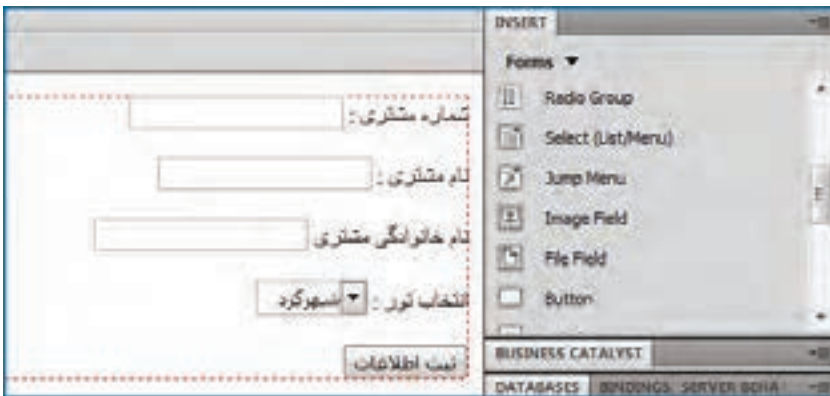 INSERT
Forms
Radio Group
Select (List/Menu)
Jump Menu
Image Field
File Field
Button
BUSINESS CATALYST
DATABASES BINDINGS SERVER BEHA
شماره مشتری :
نام مشتری :
نام خانوادگی مشتری
انتخاب تور : شهرکرد
ثبت اطلاعات